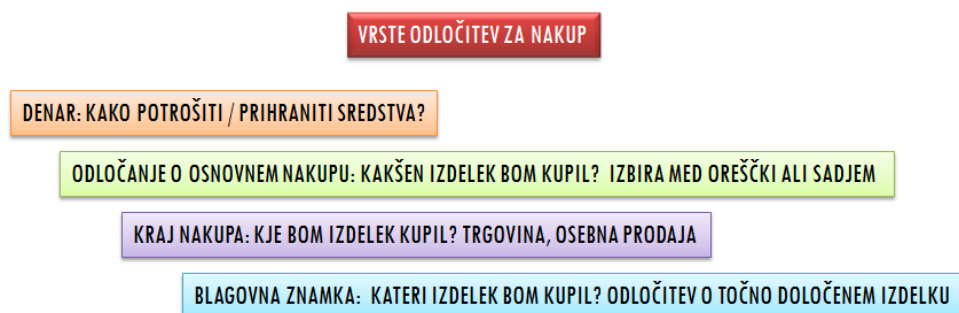 VRSTE ODLOČITEV ZA NAKUP
DENAR: KAKO POTROŠITI / PRIHRANITI SREDSTVA?
ODLOČANJE O OSNOVNEM NAKUPU: KAKŠEN IZDELEK BOM KUPIL? IZBIRA MED OREŠČKI ALI SADJEM
KRAJ NAKUPA: KJE BOM IZDELEK KUPIL? TRGOVINA, OSEBNA PRODAJA
BLAGOVNA ZNAMKA: KATERI IZDELEK BOM KUPIL? ODLOČITEV O TOČNO DOLOČENEM IZDELKU